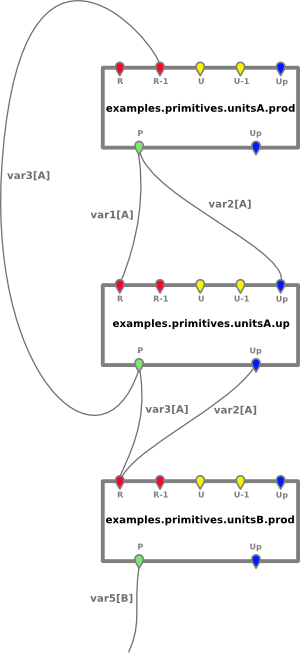 R R-1 U U-1 Up
examples.primitives.unitsA.prod
P Up
var3[A]
var1[A] var2[A]
R R-1 U U-1 Up
examples.primitives.unitsA.up
P Up
var3[A] var2[A]
R R-1 U U-1 Up
examples.primitives.unitsB.prod
P Up
var5[B]